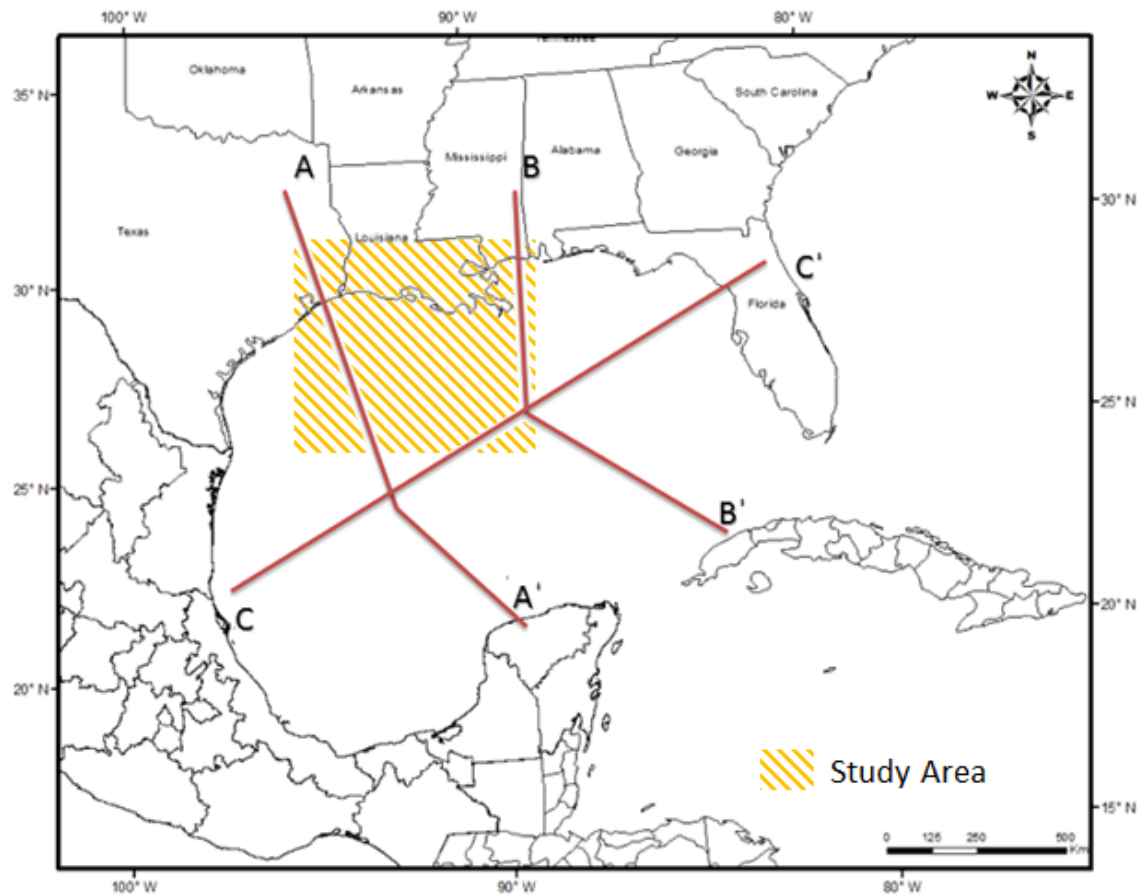 100° W 90° W 80° W
Tennessee
Oklahoma
N
35° N
Arkansas
South Carolina
W E
S
Mississippi Alabama Georgia
A B
30° N
Texas
Louisiana
C'
30° N
Florida
25° N
25° N
B'
A'
C
20° N
20° N
Study Area
15° N
0 125 250 500
Km
100° W 90° W 80° W